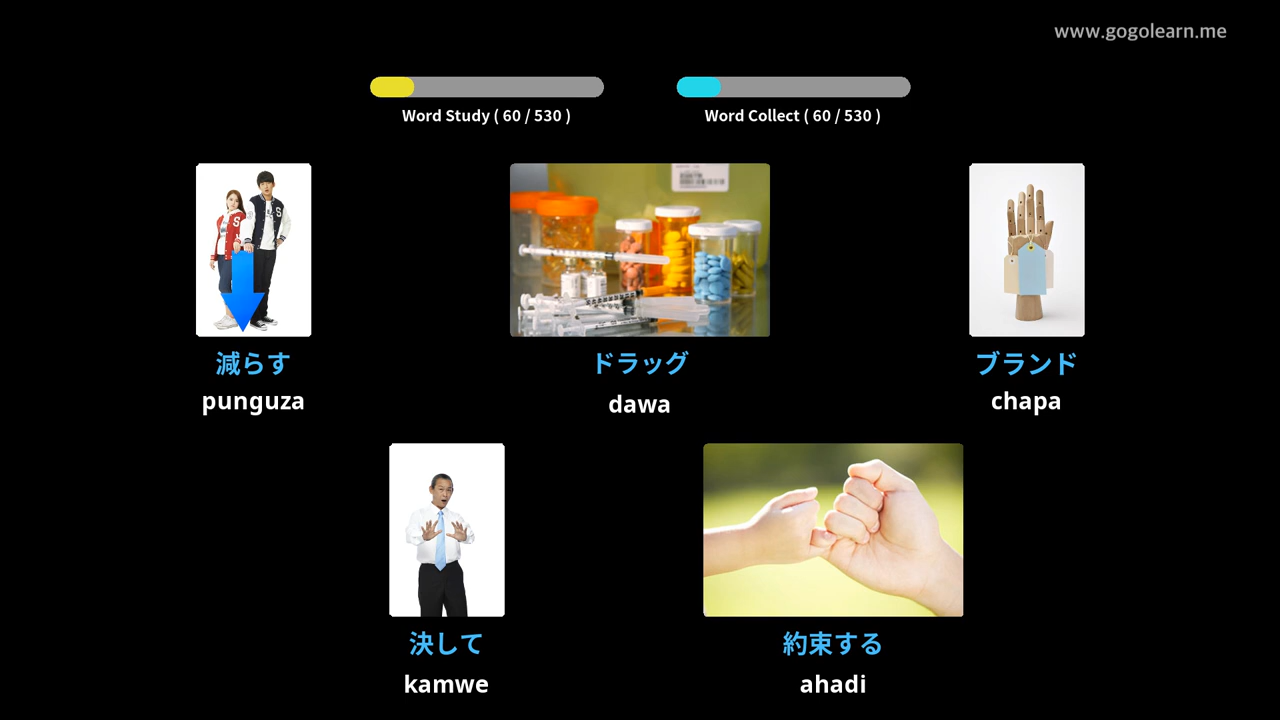 www.gogolearn.me
Word Study ( 60 / 530 )
Word Collect ( 60 / 530 )
減らす
punguza
ドラッグ
dawa
ブランド
chapa
決して
kamwe
約束する
ahadi